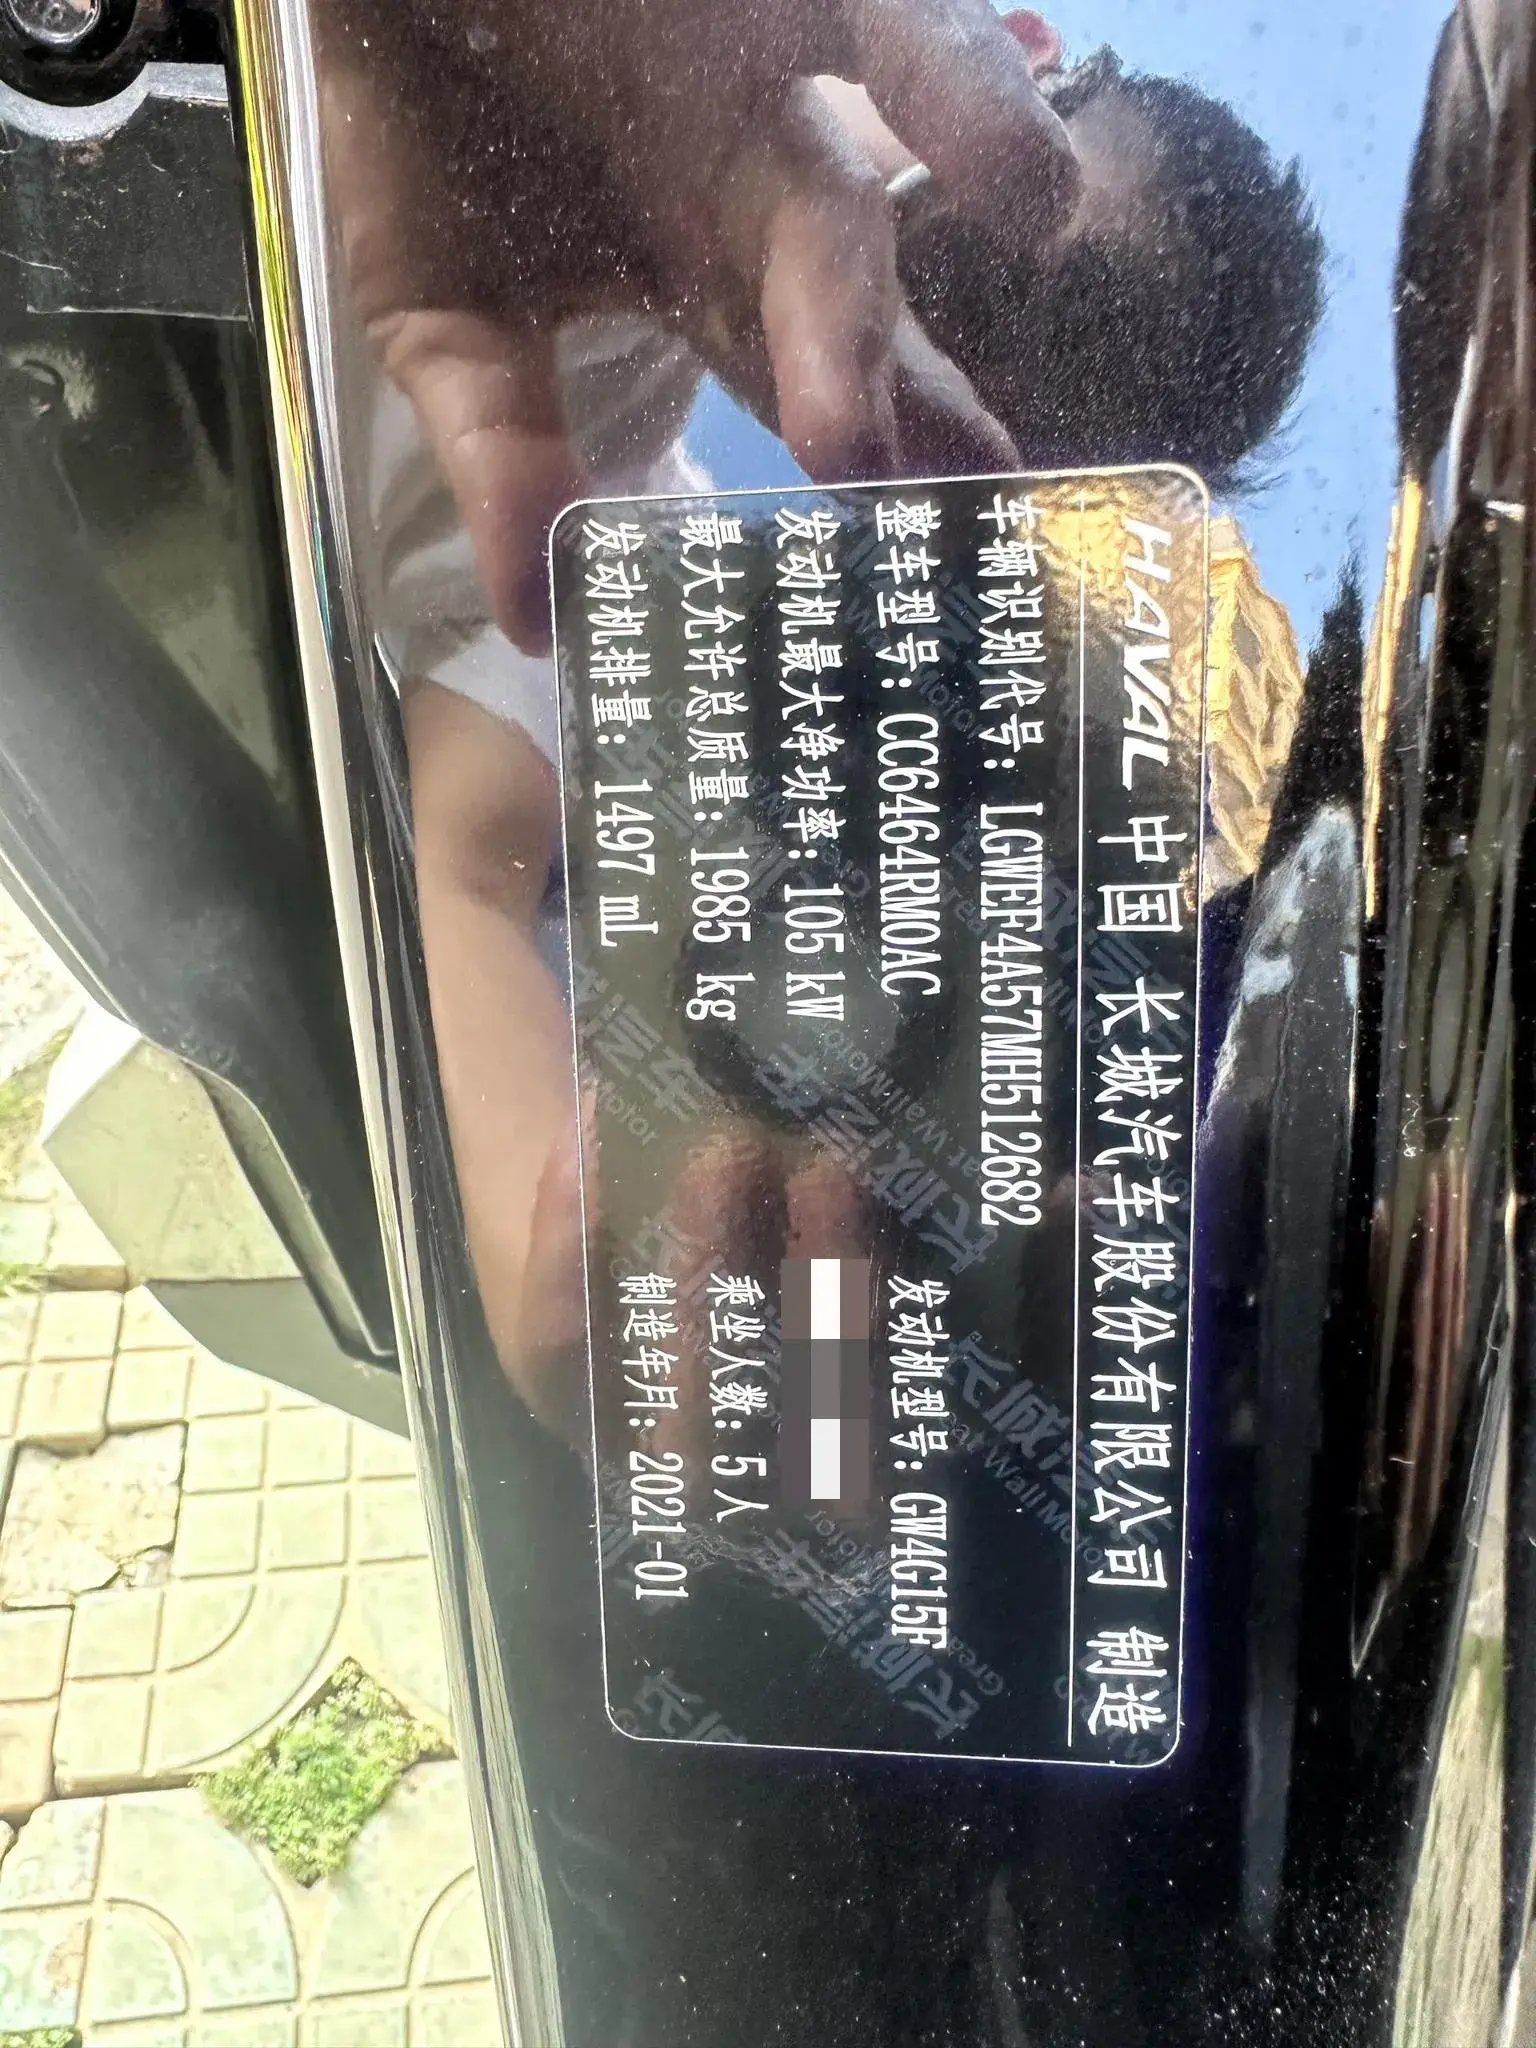 HAVAL 中国 长城汽车股份有限公司 制造
车辆识别代号：LGWEF4A57MH512682
整车型号：CC6464RM0AC 发动机型号：GW4G15F
发动机最大净功率：105 kW
最大允许总质量：1985 kg 乘坐人数：5 人
发动机排量：1497 mL 制造年月：2021-01